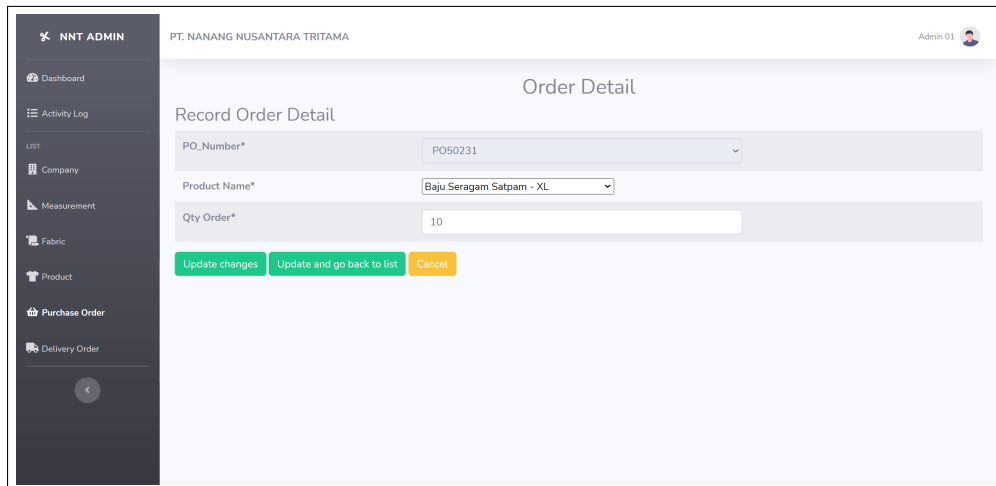 NNT ADMIN
PT. NANANG NUSANTARA TRITAMA
Admin 01
Dashboard
Activity Log
LIST
Company
Measurement
Fabric
Product
Purchase Order
Delivery Order
Order Detail
Record Order Detail
PO_Number*
PO50231
Product Name*
Baju Seragam Satpam - XL
Qty Order*
10
Update changes
Update and go back to list
Cancel